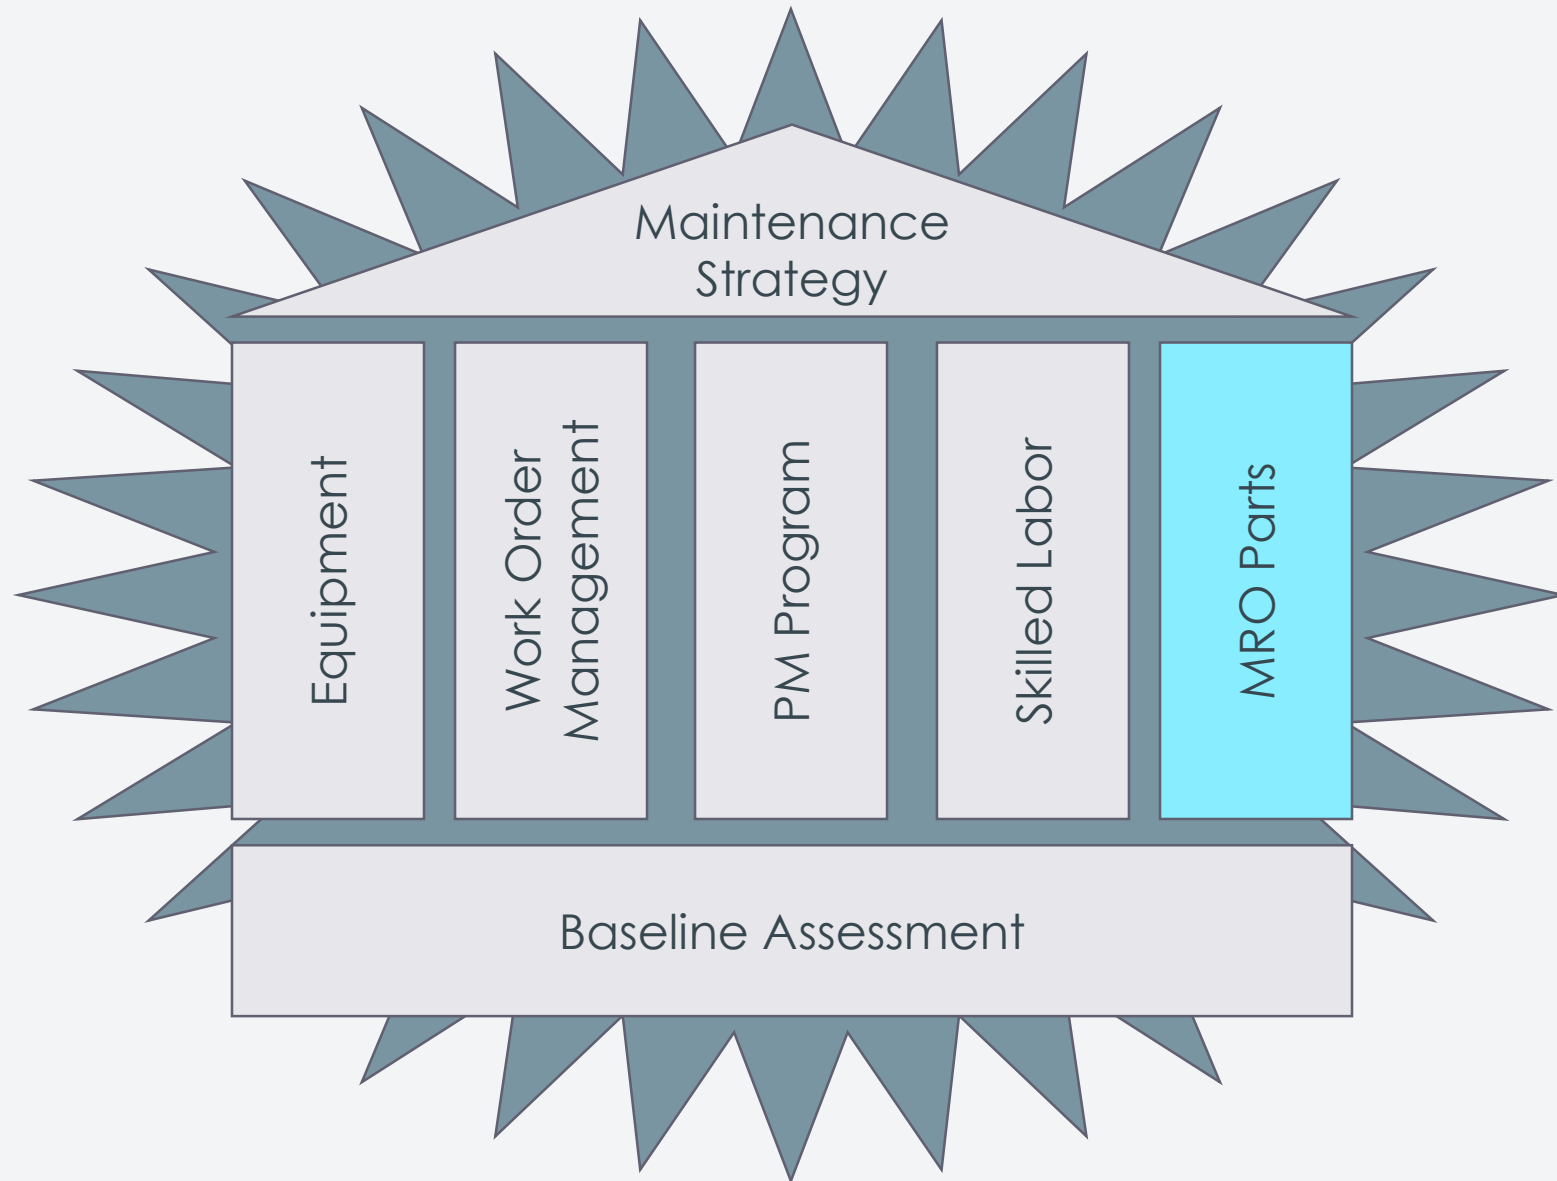 Maintenance
Strategy
Equipment
Work Order
Management
PM Program
Skilled Labor
MRO Parts
Baseline Assessment